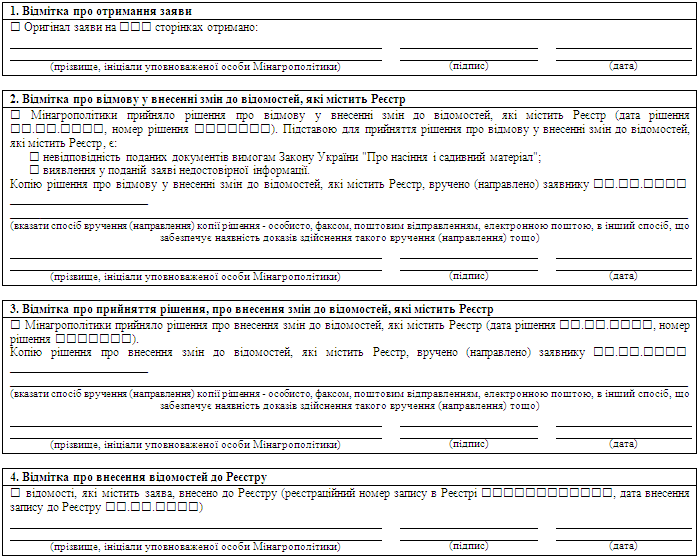 1. Відмітка про отримання заяви
☐ Оригінал заяви на ☐☐☐ сторінках отримано:
(прізвище, ініціали уповноваженої особи Мінагрополітики) (підпис) (дата)
2. Відмітка про відмову у внесенні змін до відомостей, які містить Реєстр
☐ Мінагрополітики прийняло рішення про відмову у внесенні змін до відомостей, які містить Реєстр (дата рішення
☐☐.☐☐.☐☐☐☐, номер рішення ☐☐☐☐☐☐☐). Підставою для прийняття рішення про відмову у внесенні змін до відомостей,
які містить Реєстр, є:
☐ невідповідність поданих документів вимогам Закону України "Про насіння і садивний матеріал";
☐ виявлення у поданій заяві недостовірної інформації.
Копію рішення про відмову у внесенні змін до відомостей, які містить Реєстр, вручено (направлено) заявнику ☐☐.☐☐.☐☐☐☐
(вказати спосіб вручення (направлення) копії рішення - особисто, факсом, поштовим відправленням, електронною поштою, в інший спосіб, що
забезпечує наявність доказів здійснення такого вручення (направлення) тощо)
(прізвище, ініціали уповноваженої особи Мінагрополітики) (підпис) (дата)
3. Відмітка про прийняття рішення, про внесення змін до відомостей, які містить Реєстр
☐ Мінагрополітики прийняло рішення про внесення змін до відомостей, які містить Реєстр (дата рішення ☐☐.☐☐.☐☐☐☐, номер
рішення ☐☐☐☐☐☐☐).
Копію рішення про внесення змін до відомостей, які містить Реєстр, вручено (направлено) заявнику ☐☐.☐☐.☐☐☐☐
(вказати спосіб вручення (направлення) копії рішення - особисто, факсом, поштовим відправленням, електронною поштою, в інший спосіб, що
забезпечує наявність доказів здійснення такого вручення (направлення) тощо)
(прізвище, ініціали уповноваженої особи Мінагрополітики) (підпис) (дата)
4. Відмітка про внесення відомостей до Реєстру
☐ відомості, які містить заява, внесено до Реєстру (реєстраційний номер запису в Реєстрі ☐☐☐☐☐☐☐☐☐☐☐☐, дата внесення
запису до Реєстру ☐☐.☐☐.☐☐☐☐)
(прізвище, ініціали уповноваженої особи Мінагрополітики) (підпис) (дата)